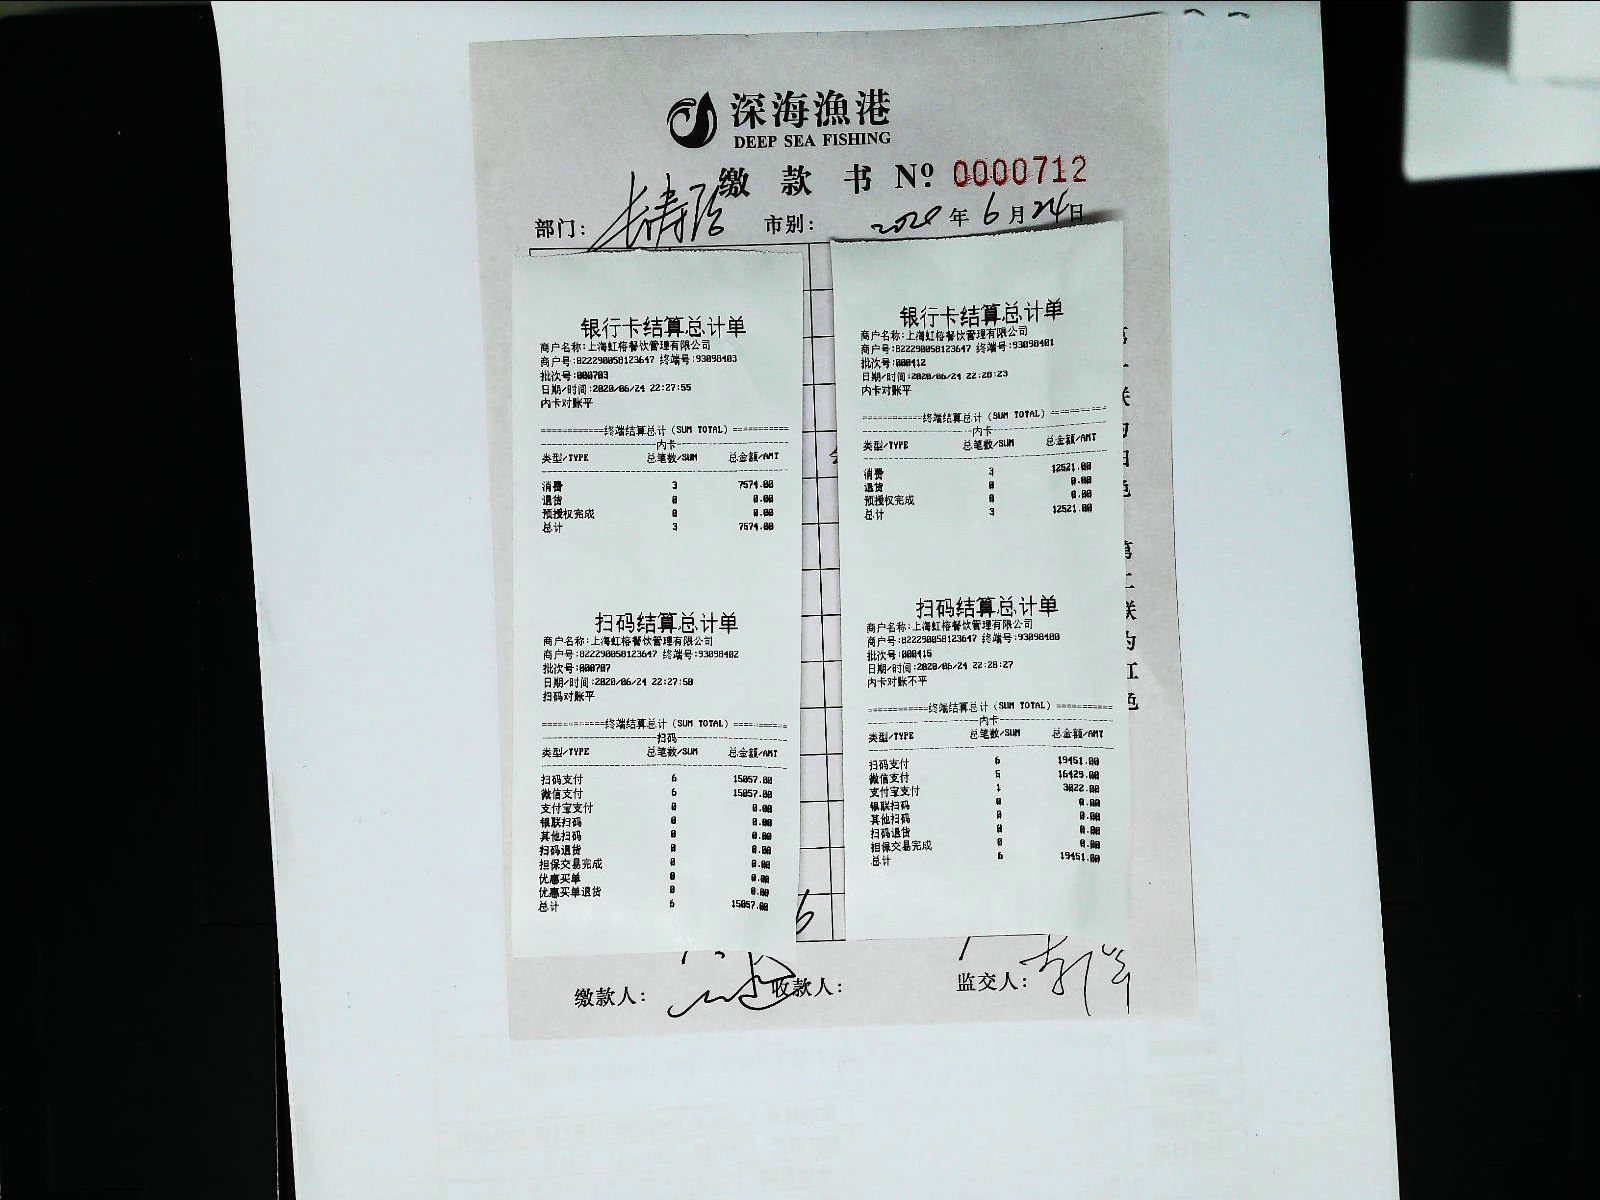 深海漁港
DEEP SEA FISHING
缴款书 Nº 0000712
部门: 长寿店 市别: 2020年6月24日
银行卡结算总计单
商户名称:上海虹榕餐饮管理有限公司
商户号:822290058123647 终端号:93098403
批次号:000703
日期/时间:2020/06/24 22:27:55
内卡对账平
============终端结算总计(SUM TOTAL)===========
内卡
类型/TYPE 总笔数/SUM 总金额/AMT
消费 3 7574.00
退货 0 0.00
预授权完成 0 0.00
总计 3 7574.00
扫码结算总计单
商户名称:上海虹榕餐饮管理有限公司
商户号:822290058123647 终端号:93098402
批次号:000707
日期/时间:2020/06/24 22:27:50
扫码对账平
============终端结算总计(SUM TOTAL)==========
扫码
类型/TYPE 总笔数/SUM 总金额/AMT
扫码支付 6 15057.00
微信支付 6 15057.00
支付宝支付 0 0.00
银联扫码 0 0.00
其他扫码 0 0.00
扫码退货 0 0.00
担保交易完成 0 0.00
优惠买单 0 0.00
优惠买单退货 0 0.00
总计 6 15057.00
银行卡结算总计单
商户名称:上海虹榕餐饮管理有限公司
商户号:822290058123647 终端号:93098401
批次号:000412
日期/时间:2020/06/24 22:28:23
内卡对账平
============终端结算总计(SUM TOTAL)===========
内卡
类型/TYPE 总笔数/SUM 总金额/AMT
消费 3 12521.00
退货 0 0.00
预授权完成 0 0.00
总计 3 12521.00
扫码结算总计单
商户名称:上海虹榕餐饮管理有限公司
商户号:822290058123647 终端号:93098400
批次号:000415
日期/时间:2020/06/24 22:28:27
内卡对账不平
============终端结算总计(SUM TOTAL)===========
内卡
类型/TYPE 总笔数/SUM 总金额/AMT
扫码支付 6 19451.00
微信支付 5 16429.00
支付宝支付 1 3022.00
银联扫码 0 0.00
其他扫码 0 0.00
扫码退货 0 0.00
担保交易完成 0 0.00
总计 6 19451.00
第一联为白色 第二联为红色
缴款人: 收款人: 监交人: